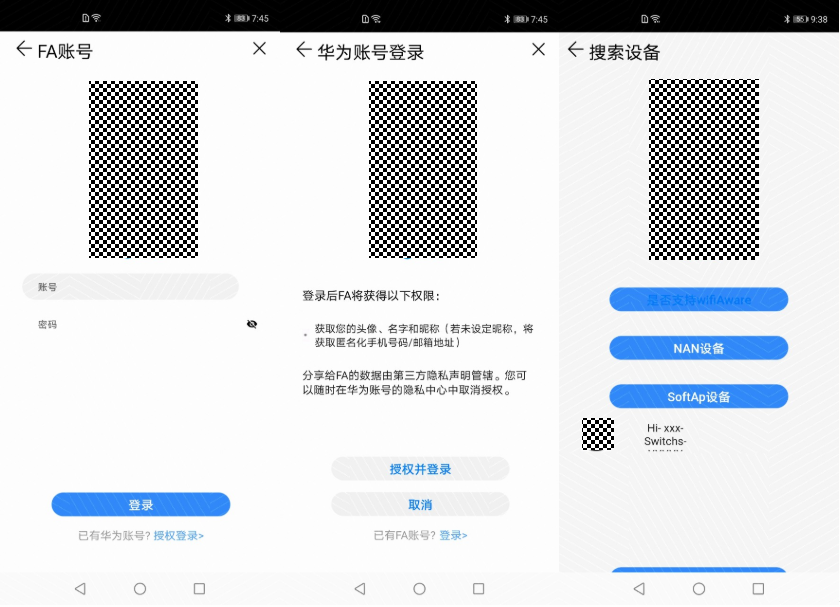 7:45
FA账号
账号
密码
登录
已有华为账号? 授权登录>
7:45
华为账号登录
登录后FA将获得以下权限：
获取您的头像、名字和昵称（若未设定昵称，将
获取匿名化手机号码/邮箱地址）
分享给FA的数据由第三方隐私声明管辖。您可
以随时在华为账号的隐私中心中取消授权。
授权并登录
取消
已有FA账号? 登录>
9:38
搜索设备
是否支持wifiAware
NAN设备
SoftAp设备
Hi- xxx-
Switchs-